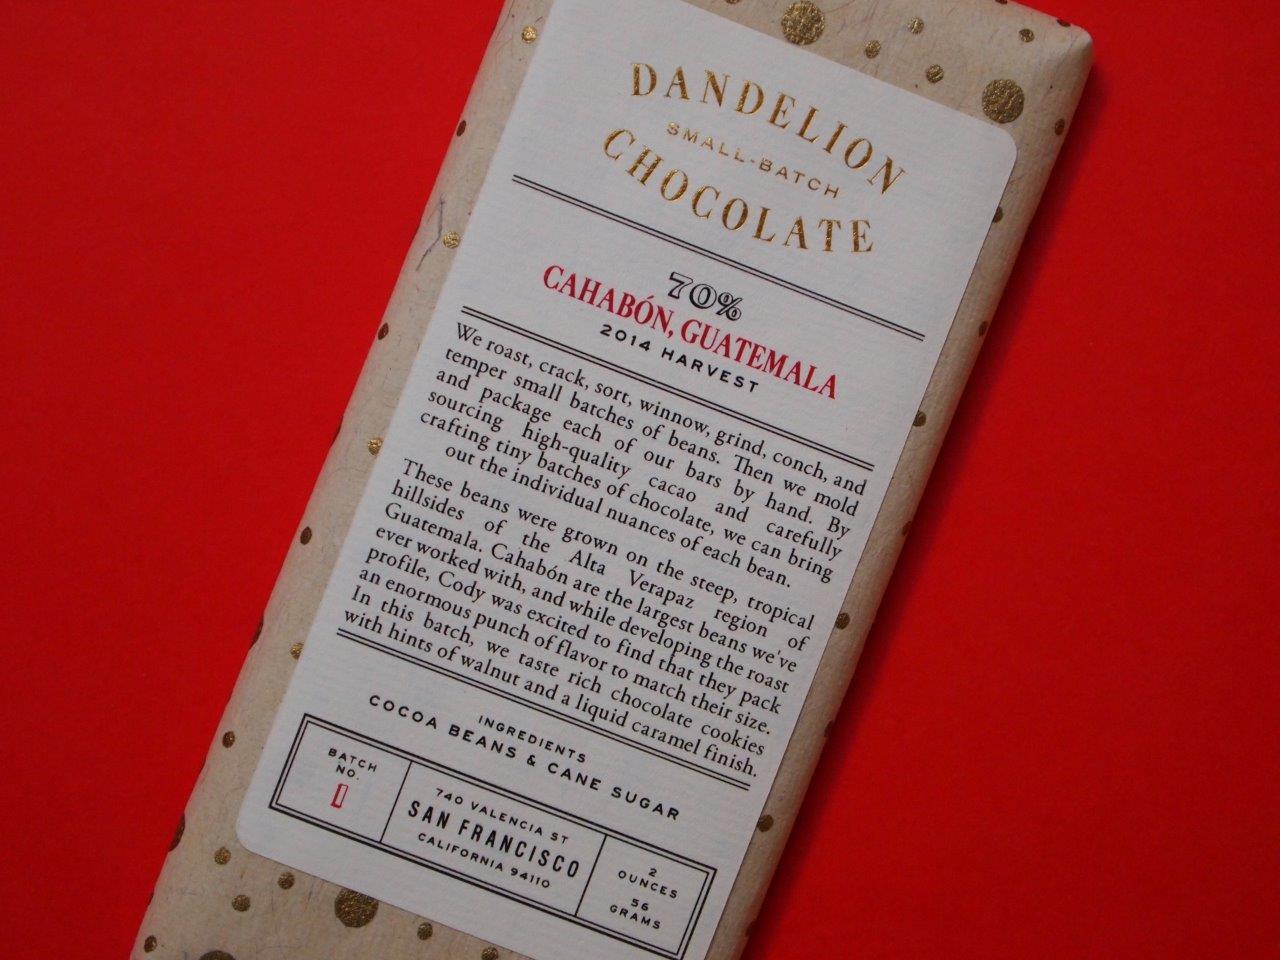 DANDELION
SMALL-BATCH
CHOCOLATE
70%
CAHABÓN, GUATEMALA
2014 HARVEST
We roast, crack, sort, winnow, grind, conch, and
temper small batches of beans. Then we mold
and package each of our bars by hand. By
sourcing high-quality cacao and carefully
crafting tiny batches of chocolate, we can bring
out the individual nuances of each bean.
These beans were grown on the steep, tropical
hillsides of the Alta Verapaz region of
Guatemala. Cahabón are the largest beans we've
ever worked with, and while developing the roast
profile, Cody was excited to find that they pack
an enormous punch of flavor to match their size.
In this batch, we taste rich chocolate cookies
with hints of walnut and a liquid caramel finish.
INGREDIENTS
COCOA BEANS & CANE SUGAR
BATCH
NO.
1
740 VALENCIA ST
SAN FRANCISCO
CALIFORNIA 94110
2
OUNCES
56
GRAMS